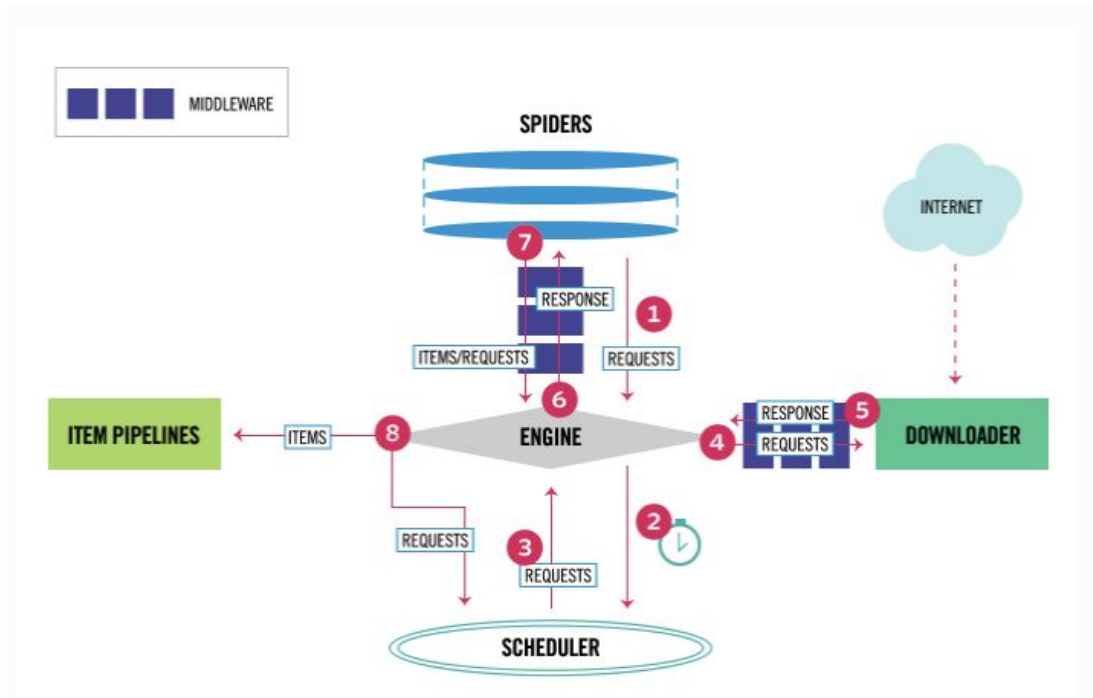 MIDDLEWARE
SPIDERS
INTERNET
7
RESPONSE
1
ITEMS/REQUESTS
REQUESTS
6
5
RESPONSE
ITEM PIPELINES
ITEMS
8
ENGINE
4
REQUESTS
DOWNLOADER
2
REQUESTS
3
REQUESTS
SCHEDULER